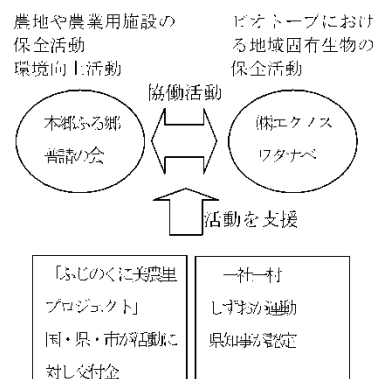 農地や農業用施設の
保全活動
環境向上活動
ビオトープにおけ
る地域固有生物の
保全活動
協働活動
本郷ふる郷
普請の会
㈱エクノス
ワタナベ
活動を支援
「ふじのくに美農里
プロジェクト」
国・県・市が活動に
対し交付金
一社一村
しずおか運動
県知事が認定